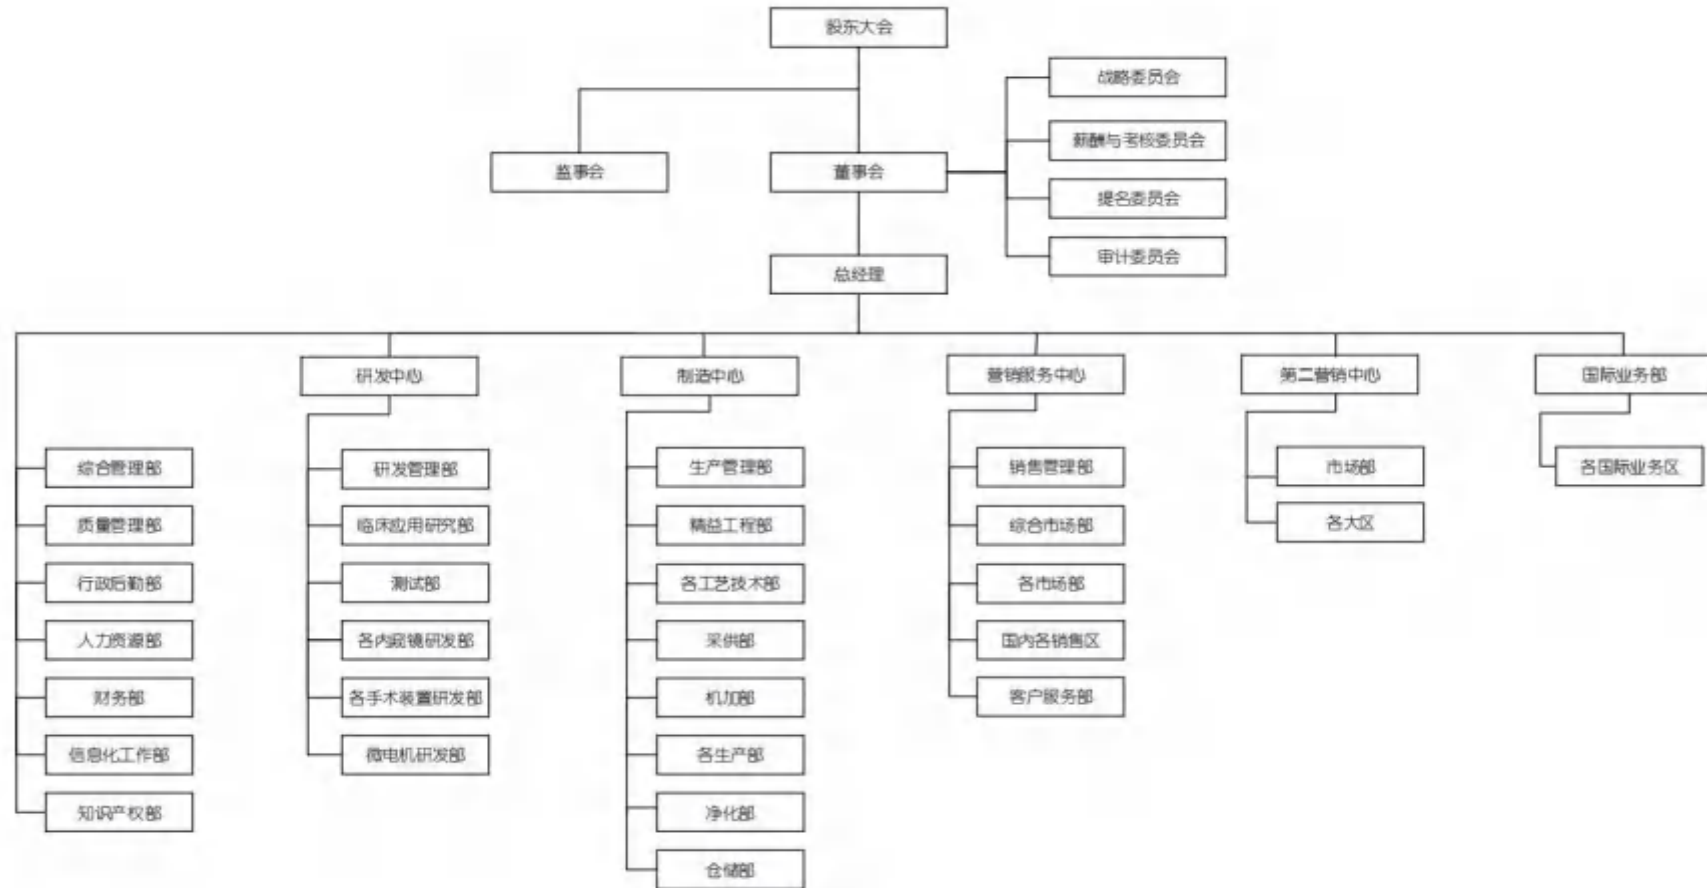 股东大会
战略委员会
薪酬与考核委员会
监事会
董事会
提名委员会
审计委员会
总经理
研发中心
制造中心
营销服务中心
第二营销中心
国际业务部
综合管理部
质量管理部
行政后勤部
人力资源部
财务部
信息化工作部
知识产权部
研发管理部
临床应用研究部
测试部
各内窥镜研发部
各手术装置研发部
微电机研发部
生产管理部
精益工程部
各工艺技术部
采供部
机加部
各生产部
净化部
仓储部
销售管理部
综合市场部
各市场部
国内各销售区
客户服务部
市场部
各大区
各国际业务区